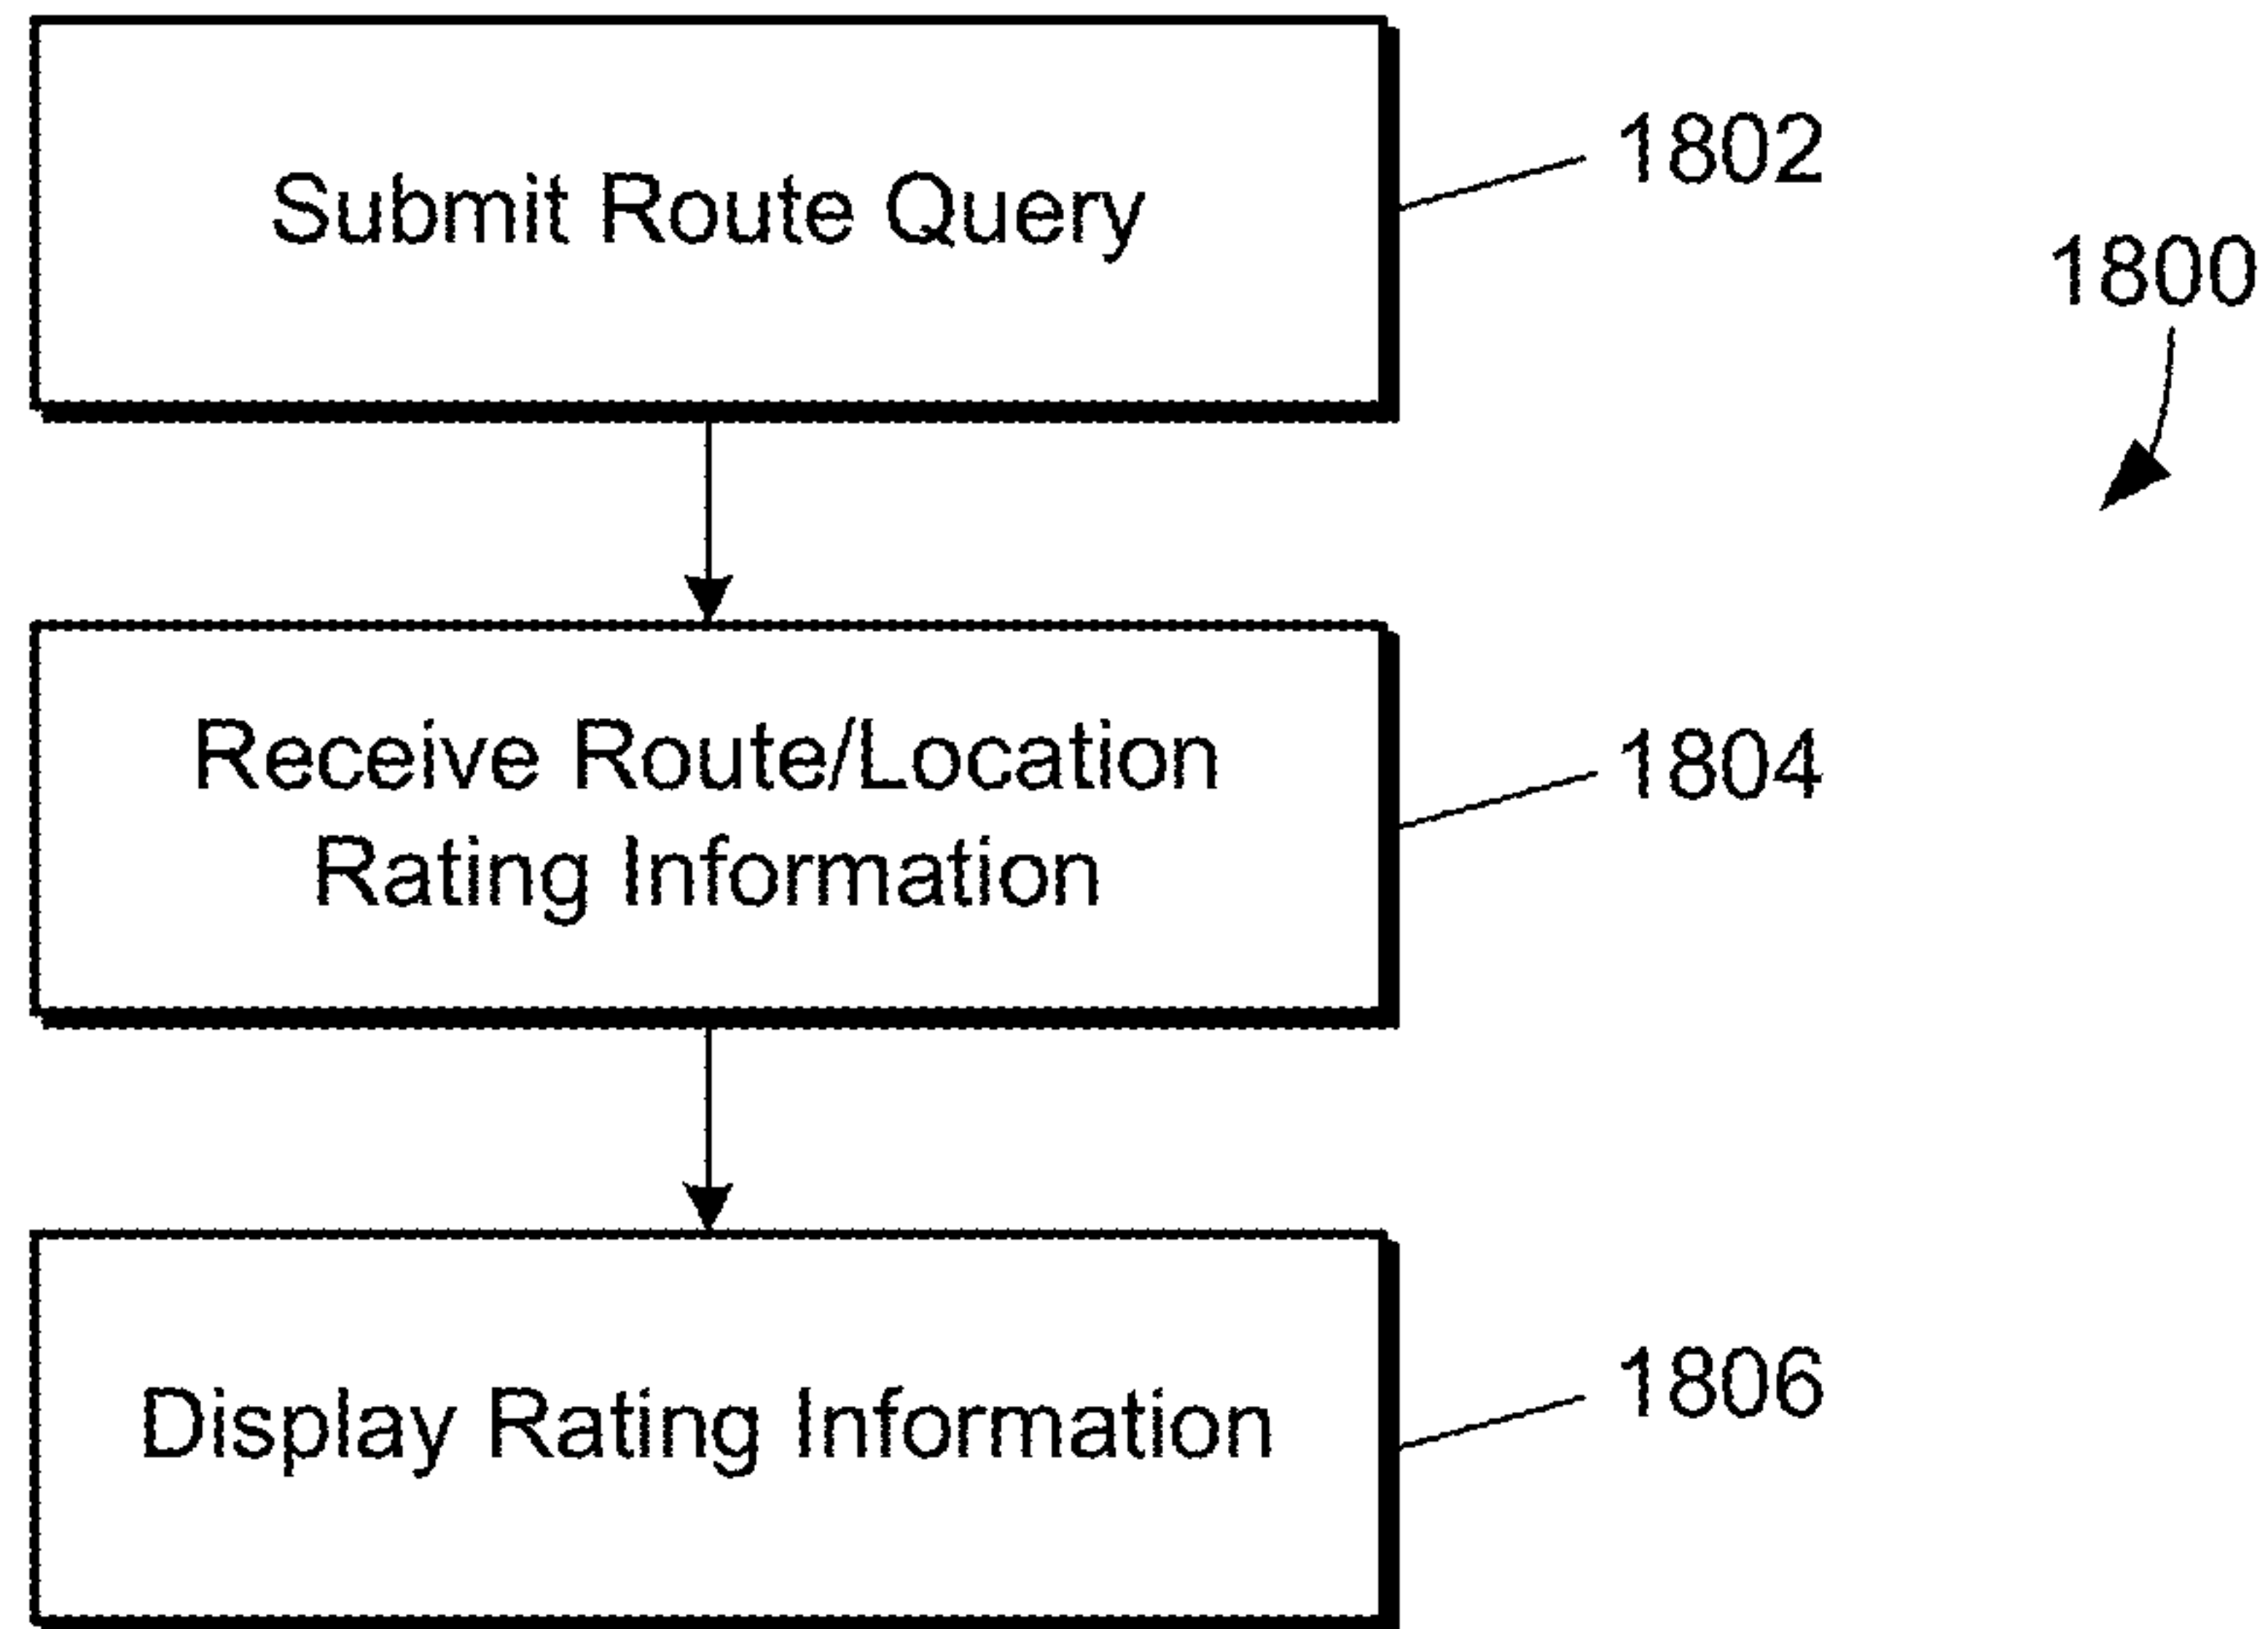 Submit Route Query
1802
1800
Receive Route/Location
Rating Information
1804
Display Rating Information
1806